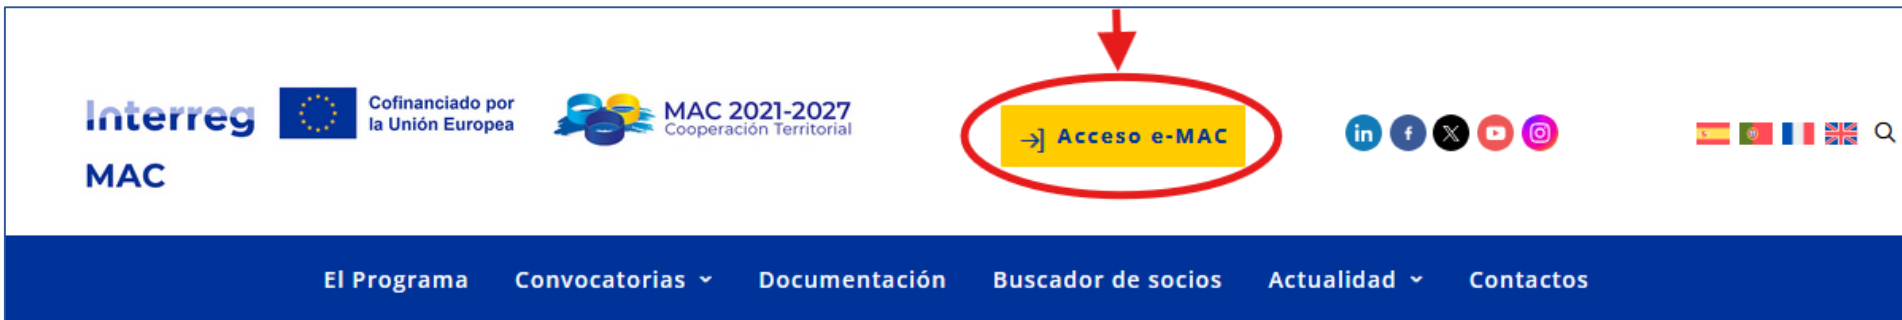 Interreg
Cofinanciado por
la Unión Europea
MAC
MAC 2021-2027
Cooperación Territorial
Acceso e-MAC
El Programa Convocatorias Documentación Buscador de socios Actualidad Contactos